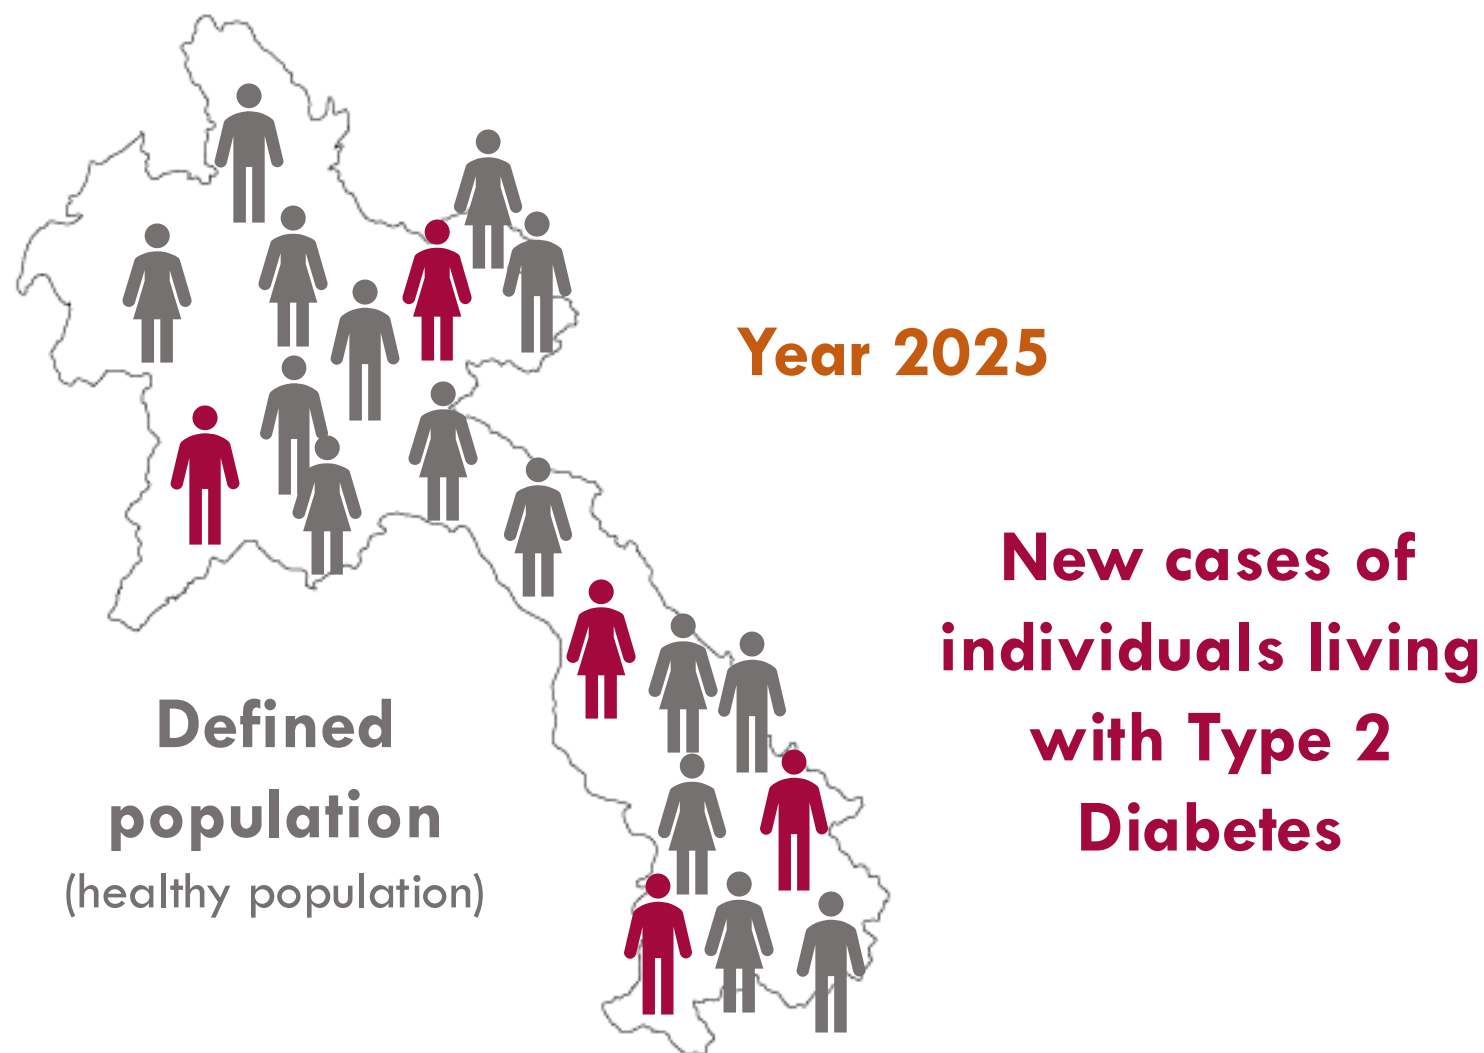 Year 2025
New cases of
individuals living
with Type 2
Diabetes
Defined
population
(healthy population)